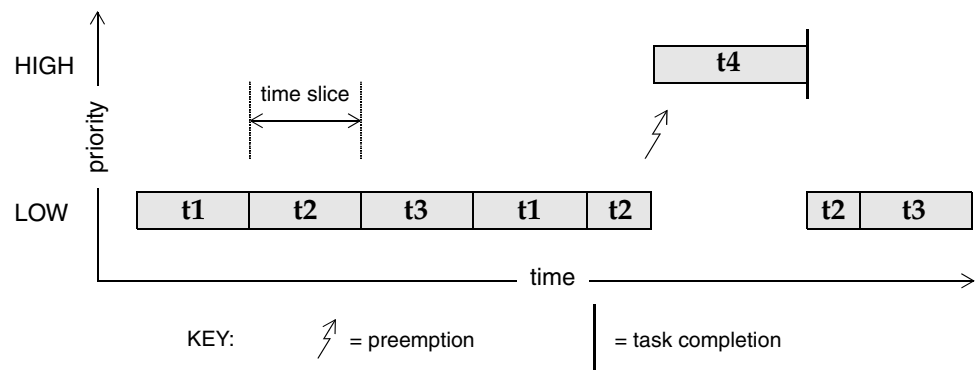 HIGH
t4
time slice
priority
LOW
t1 t2 t3 t1 t2 t2 t3
time
KEY: = preemption = task completion